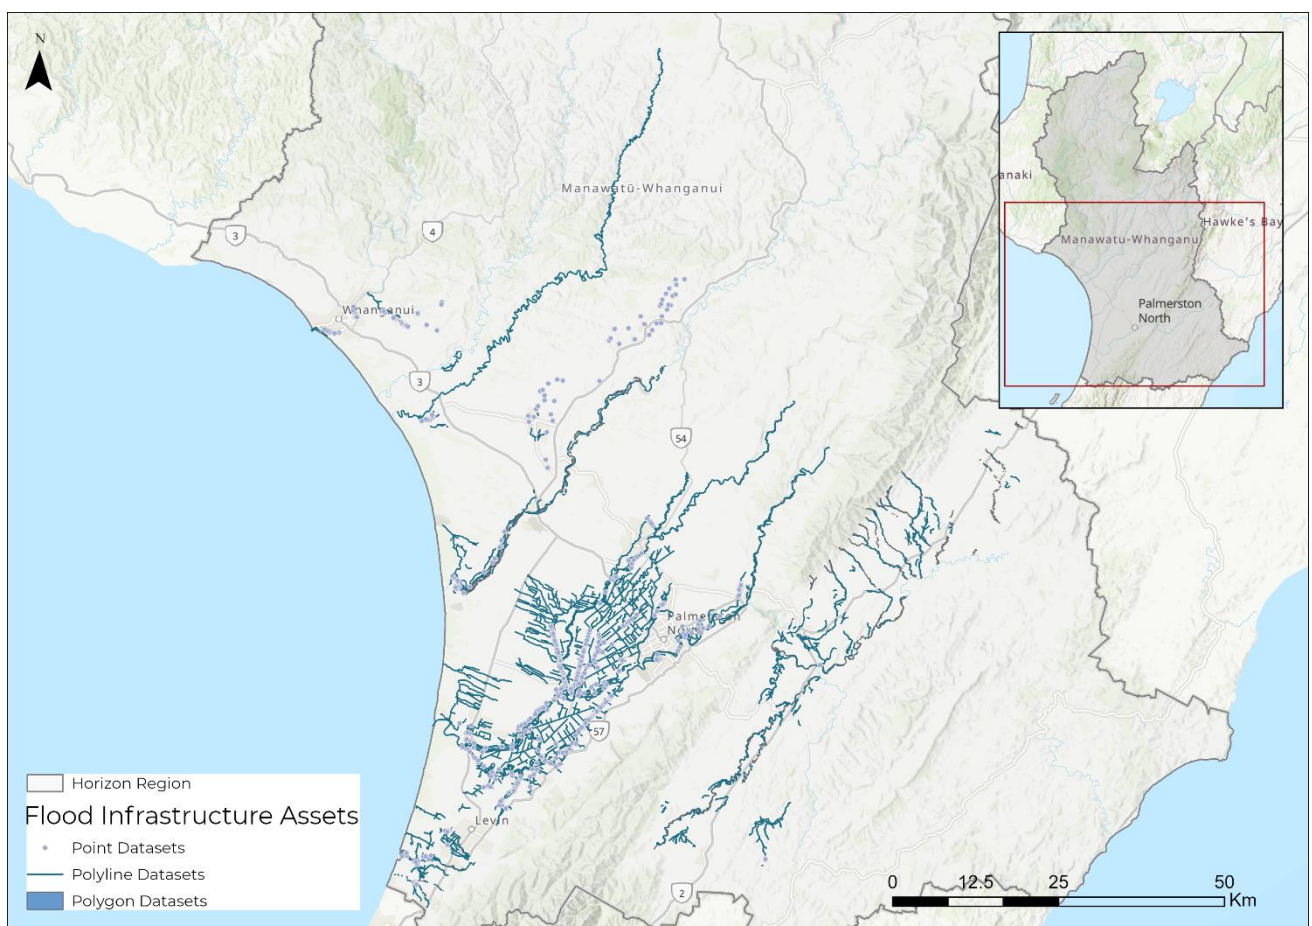 N
Manawatū-Whanganui
3
4
Whanganui
3
54
Palmerston
North
57
Levin
2
anaki
Hawke's Bay
Manawatu-Whanganui
Palmerston
North
Horizon Region
Flood Infrastructure Assets
Point Datasets
Polyline Datasets
Polygon Datasets
0 12.5 25 50
Km